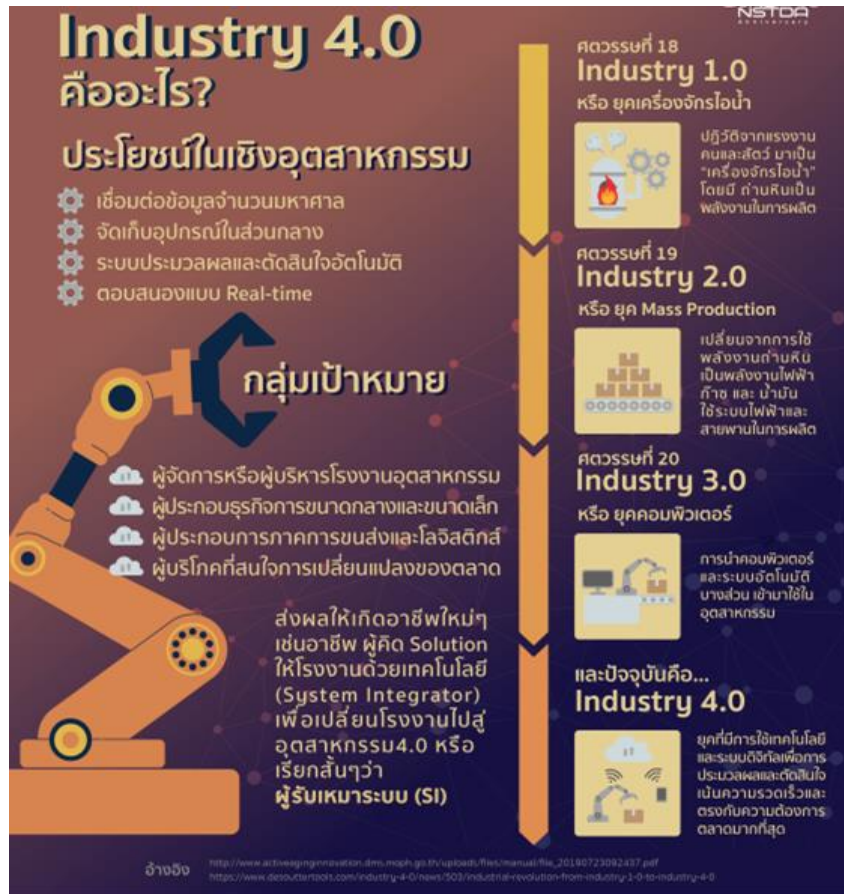 NSTDA
Anniversary
Industry 4.0
คืออะไร?
ประโยชน์ในเชิงอุตสาหกรรม
เชื่อมต่อข้อมูลจำนวนมหาศาล
จัดเก็บอุปกรณ์ในส่วนกลาง
ระบบประมวลผลและตัดสินใจอัตโนมัติ
ตอบสนองแบบ Real-time
กลุ่มเป้าหมาย
ผู้จัดการหรือผู้บริหารโรงงานอุตสาหกรรม
ผู้ประกอบธุรกิจการขนาดกลางและขนาดเล็ก
ผู้ประกอบการภาคการขนส่งและโลจิสติกส์
ผู้บริโภคที่สนใจการเปลี่ยนแปลงของตลาด
ส่งผลให้เกิดอาชีพใหม่ๆ
เช่นอาชีพ ผู้คิด Solution
ให้โรงงานด้วยเทคโนโลยี
(System Integrator)
เพื่อเปลี่ยนโรงงานไปสู่
อุตสาหกรรม4.0 หรือ
เรียกสั้นๆว่า
ผู้รับเหมาระบบ (SI)
ศตวรรษที่ 18
Industry 1.0
หรือ ยุคเครื่องจักรไอน้ำ
ปฏิวัติจากแรงงาน
คนและสัตว์ มาเป็น
"เครื่องจักรไอน้ำ"
โดยมี ถ่านหินเป็น
พลังงานในการผลิต
ศตวรรษที่ 19
Industry 2.0
หรือ ยุค Mass Production
เปลี่ยนจากการใช้
พลังงานถ่านหิน
เป็นพลังงานไฟฟ้า
ก๊าซ และ น้ำมัน
ใช้ระบบไฟฟ้าและ
สายพานในการผลิต
ศตวรรษที่ 20
Industry 3.0
หรือ ยุคคอมพิวเตอร์
การนำคอมพิวเตอร์
และระบบอัตโนมัติ
บางส่วน เข้ามาใช้ใน
อุตสาหกรรม
และปัจจุบันคือ...
Industry 4.0
ยุคที่มีการใช้เทคโนโลยี
และระบบดิจิทัลเพื่อการ
ประมวลผลและตัดสินใจ
เน้นความรวดเร็วและ
ตรงกับความต้องการ
ตลาดมากที่สุด
อ้างอิง
http://www.activeaginginnovation.dms.moph.go.th/uploads/files/manual/file_20190723092437.pdf
https://www.desouttertools.com/industry-4-0/news/503/industrial-revolution-from-industry-1-0-to-industry-4-0